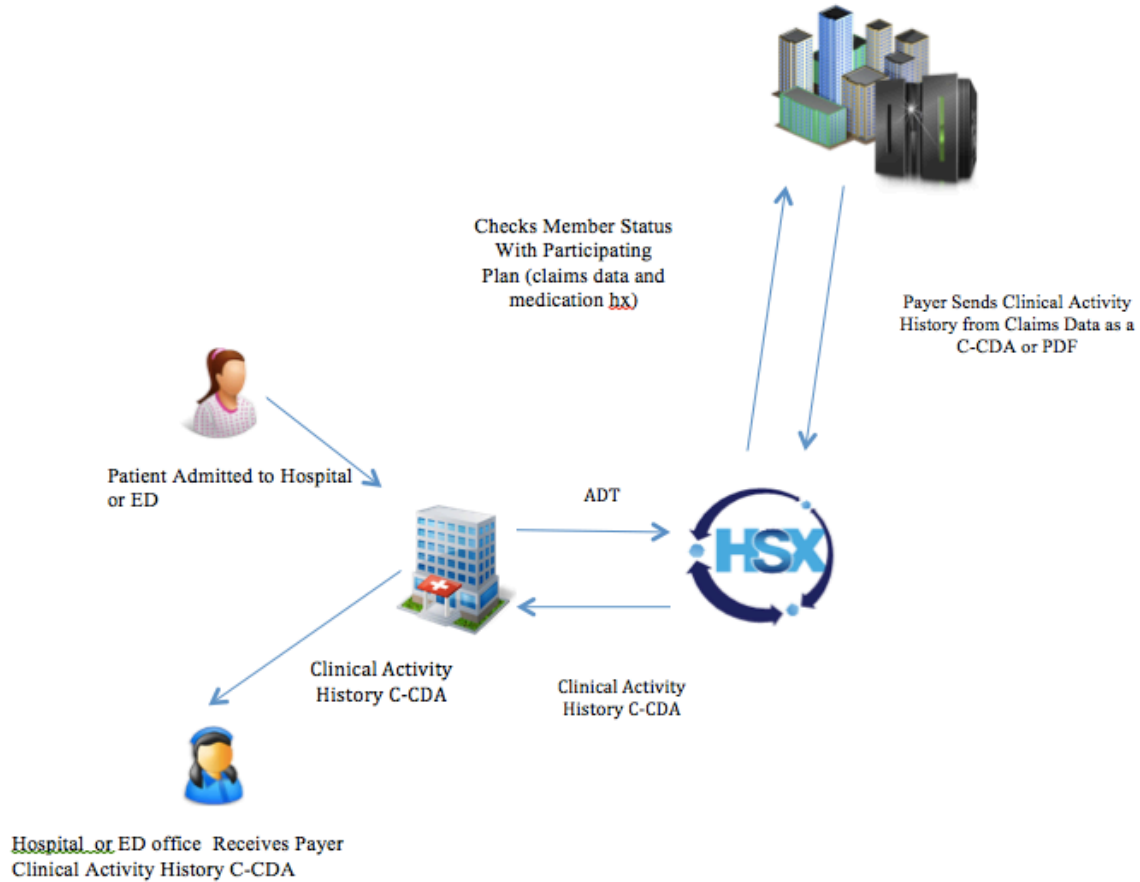 Checks Member Status
With Participating
Plan (claims data and
medication hx)
Payer Sends Clinical Activity
History from Claims Data as a
C-CDA or PDF
Patient Admitted to Hospital
or ED
ADT
HSX
Clinical Activity
History C-CDA
Clinical Activity
History C-CDA
Hospital or ED office Receives Payer
Clinical Activity History C-CDA